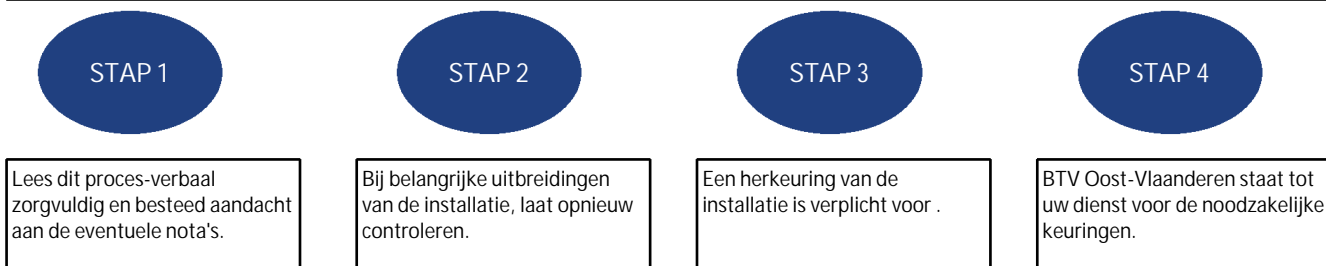 STAP 1
Lees dit proces-verbaal
zorgvuldig en besteed aandacht
aan de eventuele nota's.
STAP 2
Bij belangrijke uitbreidingen
van de installatie, laat opnieuw
controleren.
STAP 3
Een herkeuring van de
installatie is verplicht voor .
STAP 4
BTV Oost-Vlaanderen staat tot
uw dienst voor de noodzakelijke
keuringen.